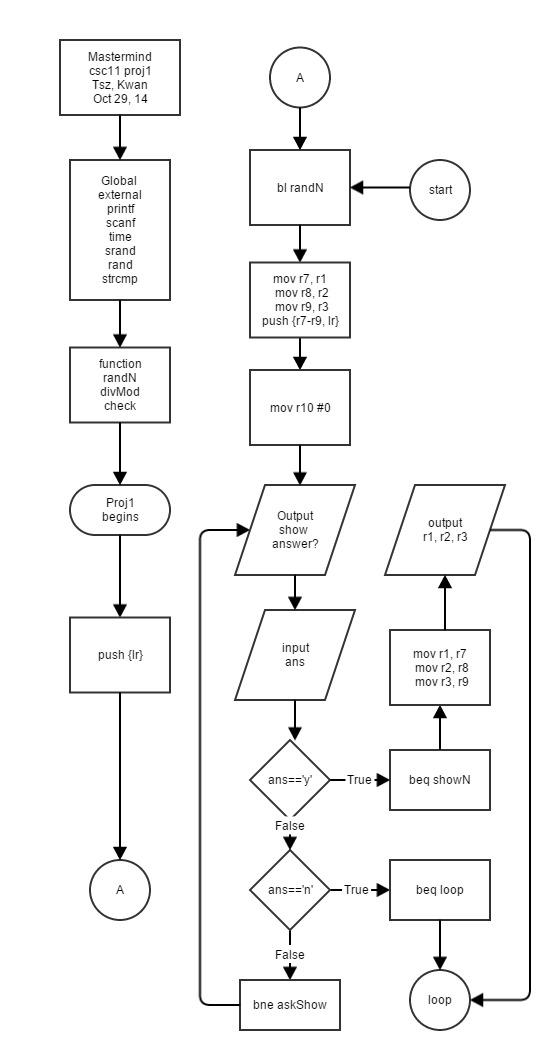 Mastermind
csc11 proj1
Tsz, Kwan
Oct 29, 14
Global
external
printf
scanf
time
srand
rand
strcmp
function
randN
divMod
check
Proj1
begins
push {lr}
A
A
bl randN
start
mov r7, r1
mov r8, r2
mov r9, r3
push {r7-r9, lr}
mov r10 #0
Output
show
answer?
input
ans
ans=='y'
True
beq showN
mov r1, r7
mov r2, r8
mov r3, r9
output
r1, r2, r3
False
ans=='n'
True
beq loop
False
bne askShow
loop